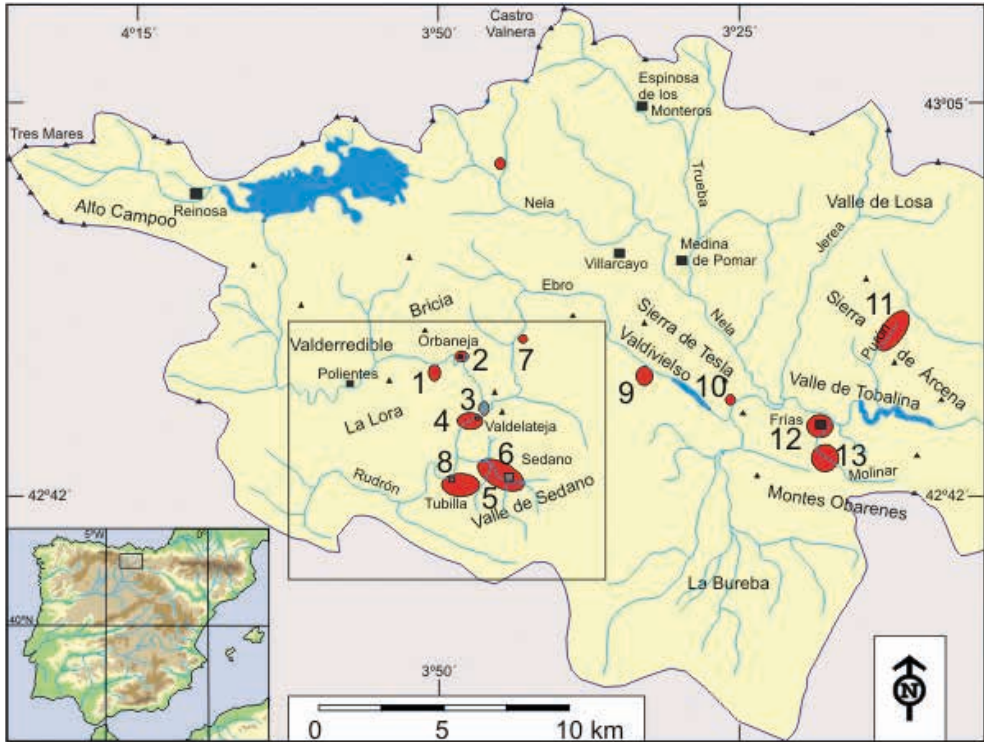 Castro
Valnera
4º15´
3º50´
3º25´
Espinosa
de los
Monteros
43º05´
Tres Mares
Trueba
Reinosa
Alto Campoo
Nela
Valle de Losa
Jerea
Villarcayo
Medina
de Pomar
Ebro
Bricia
Sierra de Tesla
Nela
11
Sierra
Purón
de Árcena
Valderredible
Orbaneja
2
7
Valdivielso
Polientes
1
9
10
Valle de Tobalina
La Lora
3
4
Valdelateja
Frías
12
13
Molinar
6
Sedano
8
5
Rudrón
Tubilla
Valle de Sedano
42º42´
42º42´
Montes Obarenes
5ºW
0º
La Bureba
40ºN
3º50´
0
5
10 km
N